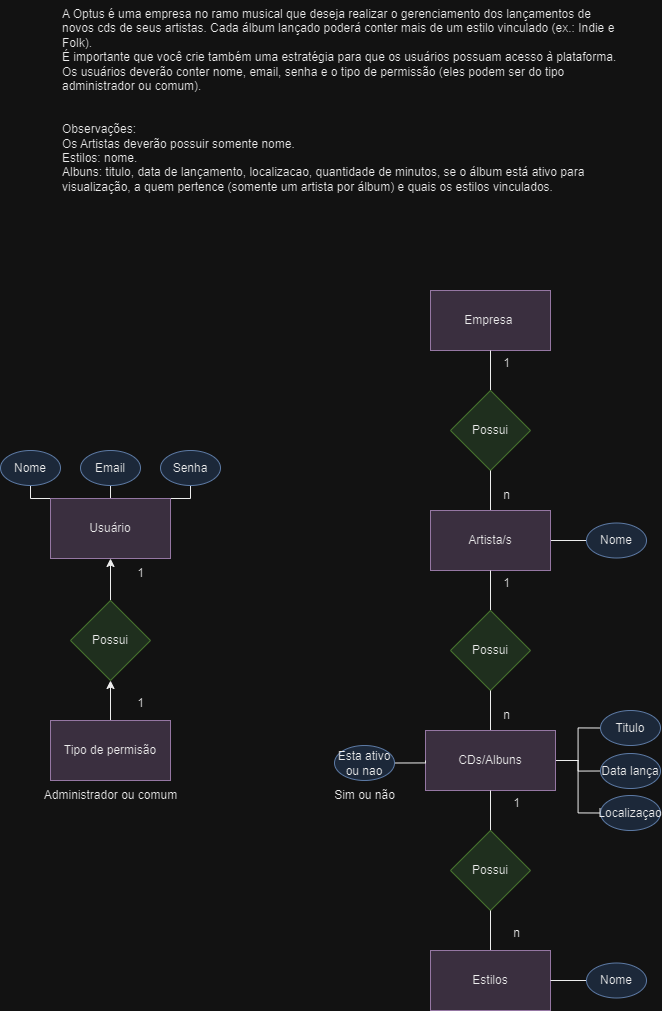 A Optus é uma empresa no ramo musical que deseja realizar o gerenciamento dos lançamentos de
novos cds de seus artistas. Cada álbum lançado poderá conter mais de um estilo vinculado (ex.: Indie e
Folk).
É importante que você crie também uma estratégia para que os usuários possuam acesso à plataforma.
Os usuários deverão conter nome, email, senha e o tipo de permissão (eles podem ser do tipo
administrador ou comum).
Observações:
Os Artistas deverão possuir somente nome.
Estilos: nome.
Albuns: titulo, data de lançamento, localizacao, quantidade de minutos, se o álbum está ativo para
visualização, a quem pertence (somente um artista por álbum) e quais os estilos vinculados.
Empresa
1
Possui
n
Artista/s
Nome
1
Possui
n
CDs/Albuns
Esta ativo
ou nao
Sim ou não
Titulo
Data lança
Localizaçao
1
Possui
n
Estilos
Nome
Nome
Email
Senha
Usuário
1
Possui
1
Tipo de permisão
Administrador ou comum